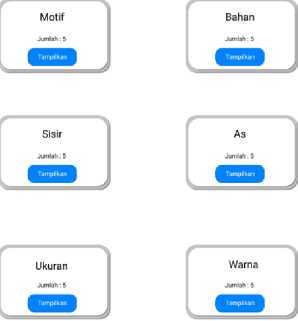 Motif
Jumlah : 5
Tampilkan
Bahan
Jumlah : 5
Tampilkan
Sisir
Jumlah : 5
Tampilkan
As
Jumlah : 5
Tampilkan
Ukuran
Jumlah : 5
Tampilkan
Warna
Jumlah : 5
Tampilkan